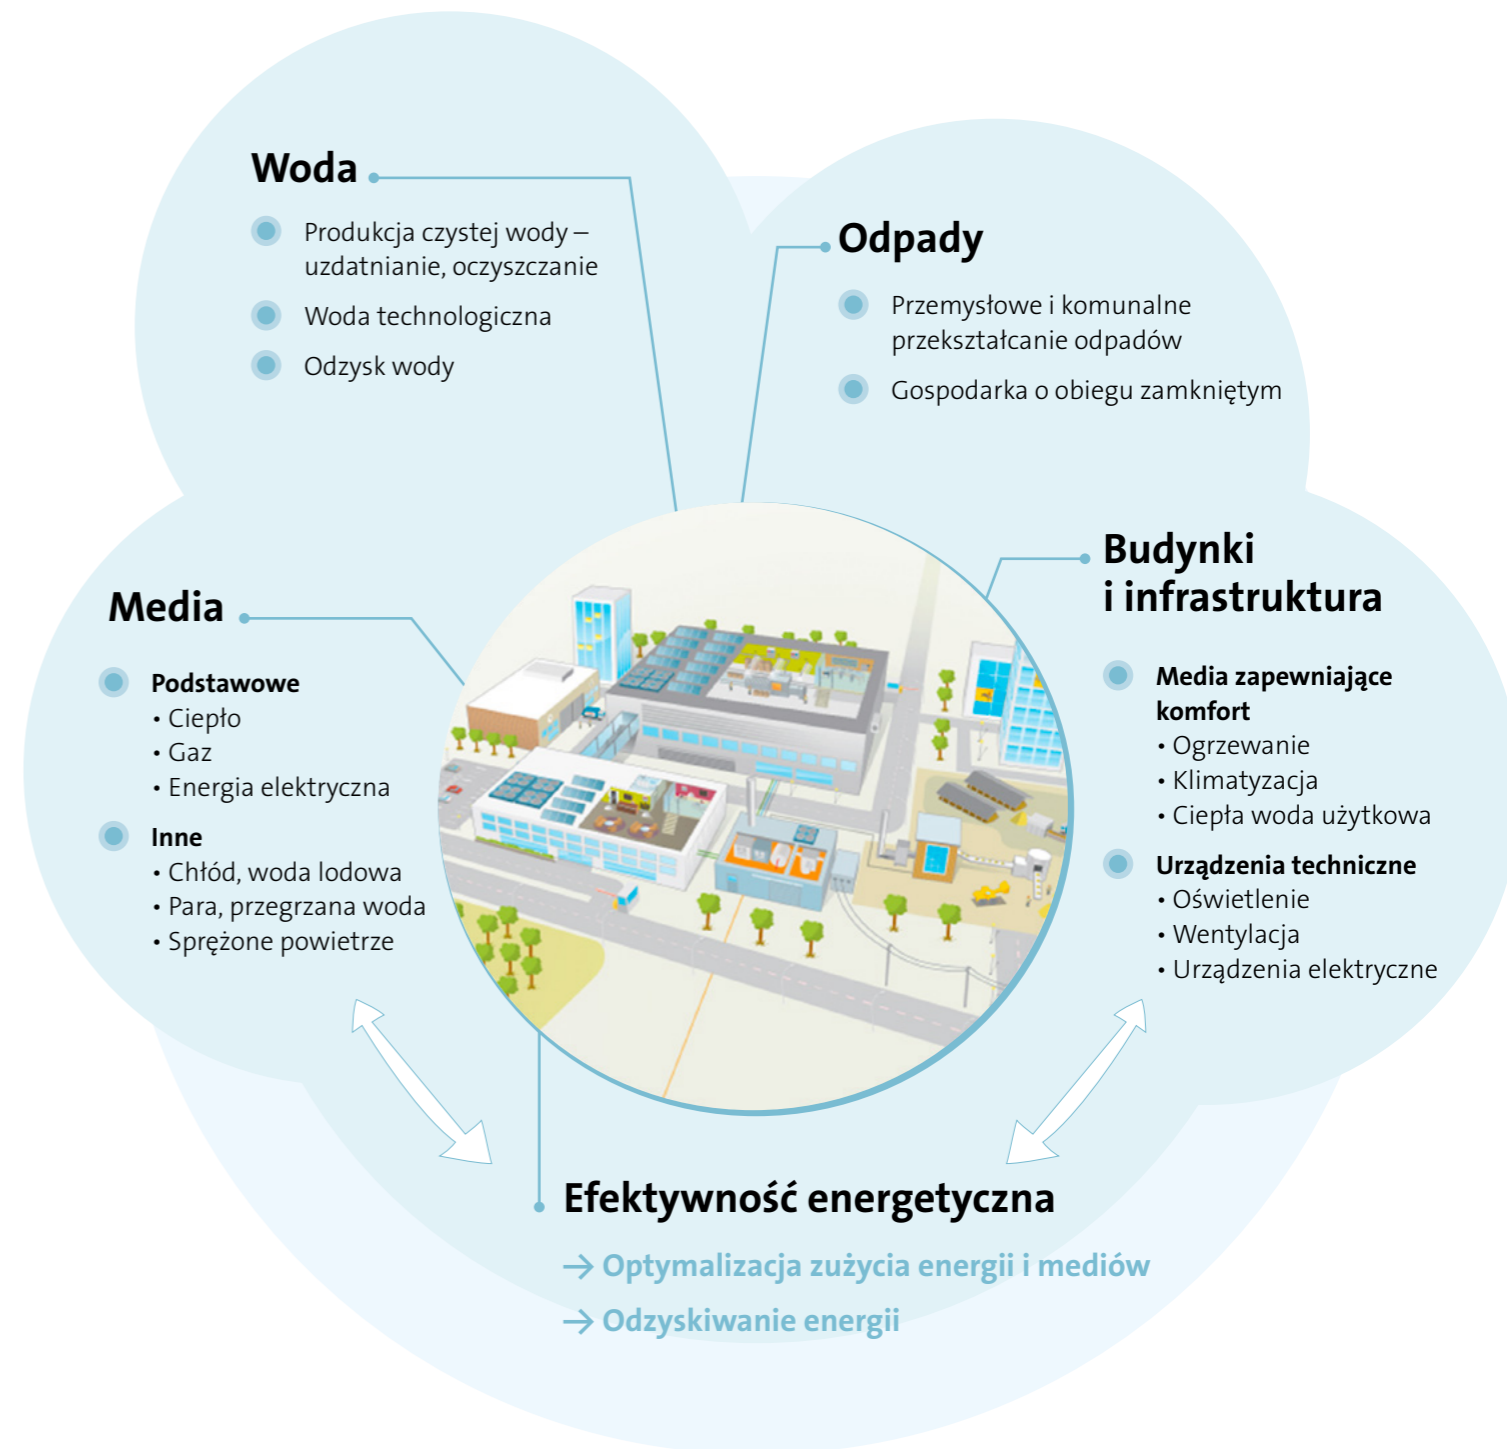 Woda
Produkcja czystej wody –
uzdatnianie, oczyszczanie
Woda technologiczna
Odzysk wody
Odpady
Przemysłowe i komunalne
przekształcanie odpadów
Gospodarka o obiegu zamkniętym
Media
Podstawowe
• Ciepło
• Gaz
• Energia elektryczna
Inne
• Chłód, woda lodowa
• Para, przegrzana woda
• Sprężone powietrze
Budynki
i infrastruktura
Media zapewniające
komfort
• Ogrzewanie
• Klimatyzacja
• Ciepła woda użytkowa
Urządzenia techniczne
• Oświetlenie
• Wentylacja
• Urządzenia elektryczne
Efektywność energetyczna
→ Optymalizacja zużycia energii i mediów
→ Odzyskiwanie energii